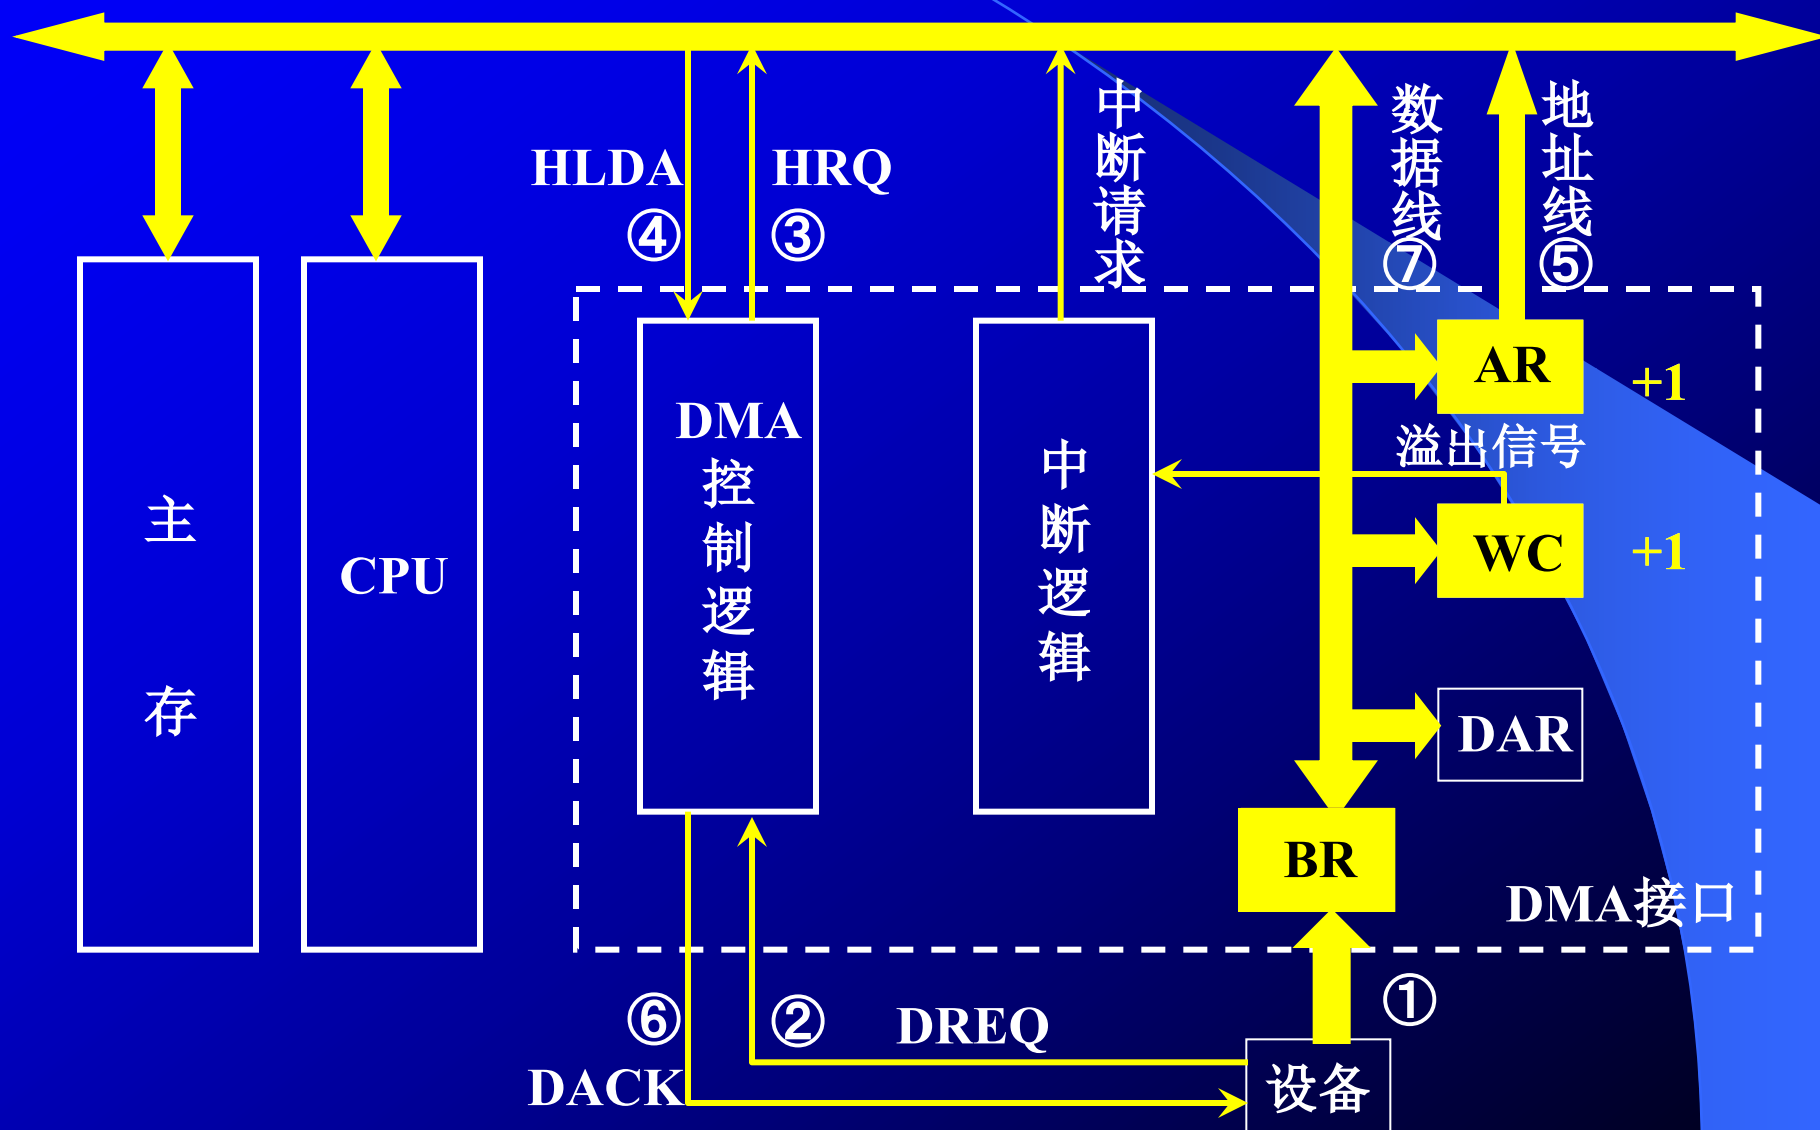 HLDA
④
HRQ
③
中断请求
数据线
⑦
地址线
⑤
主存
CPU
DMA
控制逻辑
中断逻辑
AR
+1
溢出信号
WC
+1
DAR
BR
DMA接口
⑥
②
DREQ
①
DACK
设备